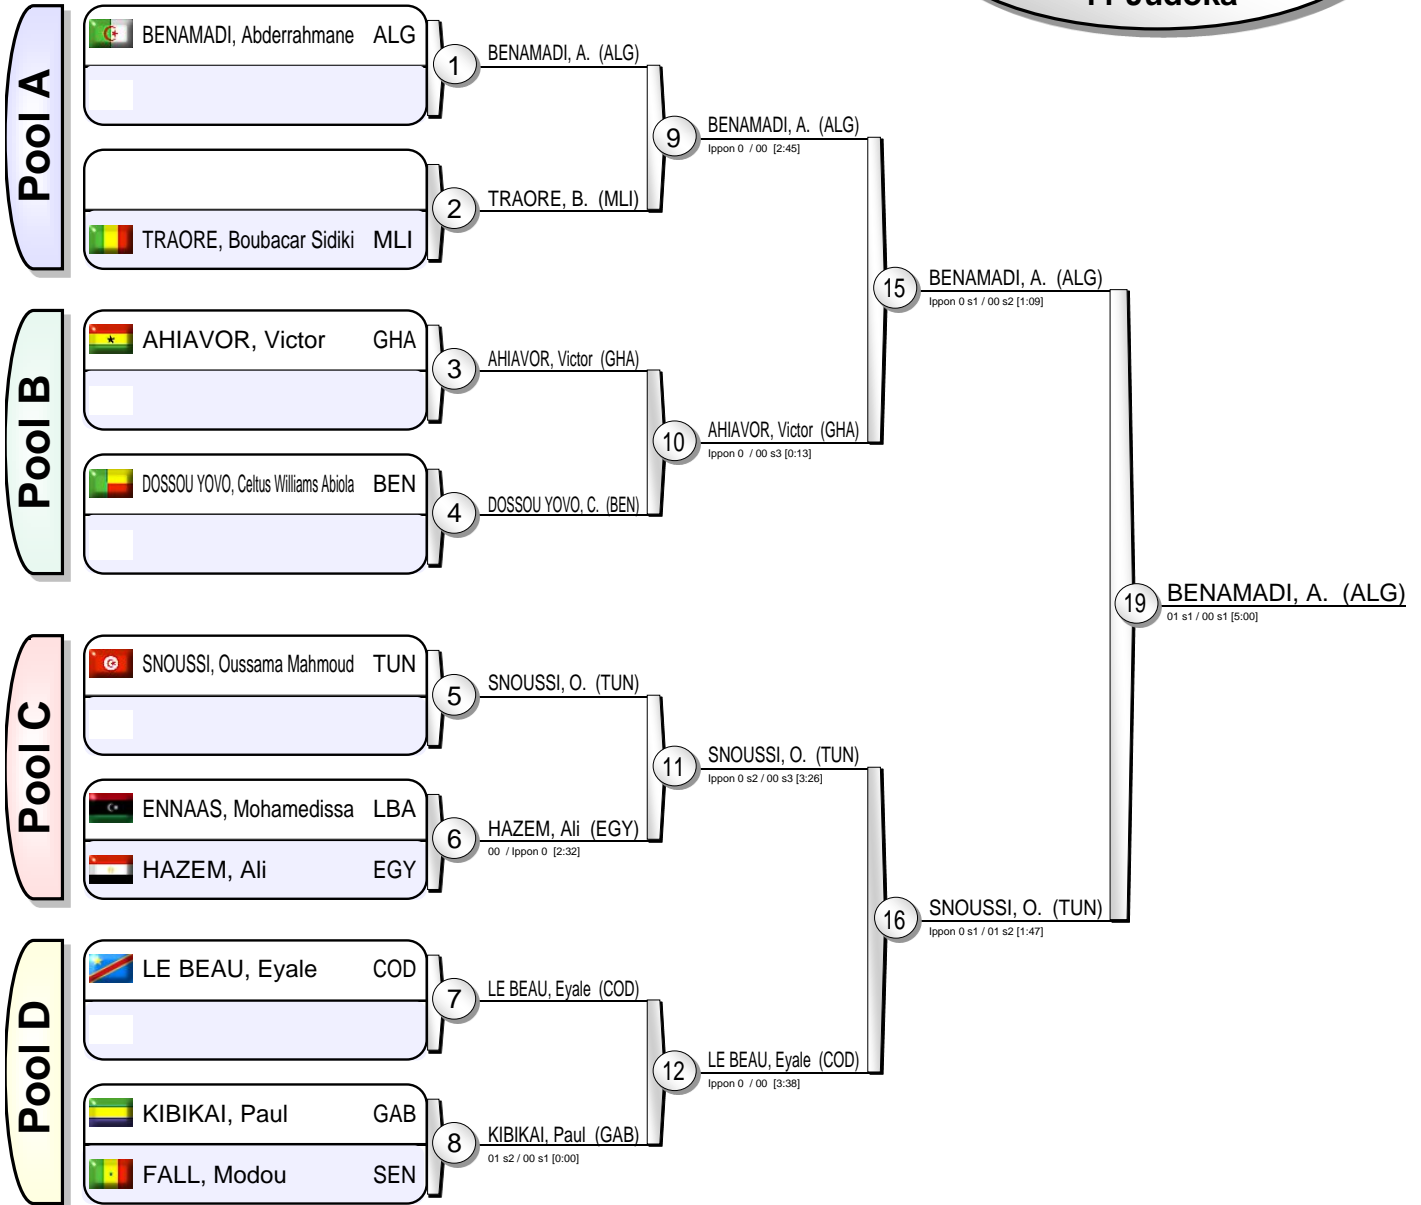 11 Judoka
Pool A
BENAMADI, Abderrahmane ALG
1
BENAMADI, A. (ALG)
TRAORE, Boubacar Sidiki MLI
2
TRAORE, B. (MLI)
9
BENAMADI, A. (ALG)
Ippon 0 / 00 [2:45]
Pool B
AHIAVOR, Victor GHA
3
AHIAVOR, Victor (GHA)
DOSSOU YOVO, Celtus Williams Abiola BEN
4
DOSSOU YOVO, C. (BEN)
10
AHIAVOR, Victor (GHA)
Ippon 0 / 00 s3 [0:13]
15
BENAMADI, A. (ALG)
Ippon 0 s1 / 00 s2 [1:09]
Pool C
SNOUSSI, Oussama Mahmoud TUN
5
SNOUSSI, O. (TUN)
ENNAAS, Mohamedissa LBA
HAZEM, Ali EGY
6
HAZEM, Ali (EGY)
00 / Ippon 0 [2:32]
11
SNOUSSI, O. (TUN)
Ippon 0 s2 / 00 s3 [3:26]
Pool D
LE BEAU, Eyale COD
7
LE BEAU, Eyale (COD)
KIBIKAI, Paul GAB
FALL, Modou SEN
8
KIBIKAI, Paul (GAB)
01 s2 / 00 s1 [0:00]
12
LE BEAU, Eyale (COD)
Ippon 0 / 00 [3:38]
16
SNOUSSI, O. (TUN)
Ippon 0 s1 / 01 s2 [1:47]
19
BENAMADI, A. (ALG)
01 s1 / 00 s1 [5:00]